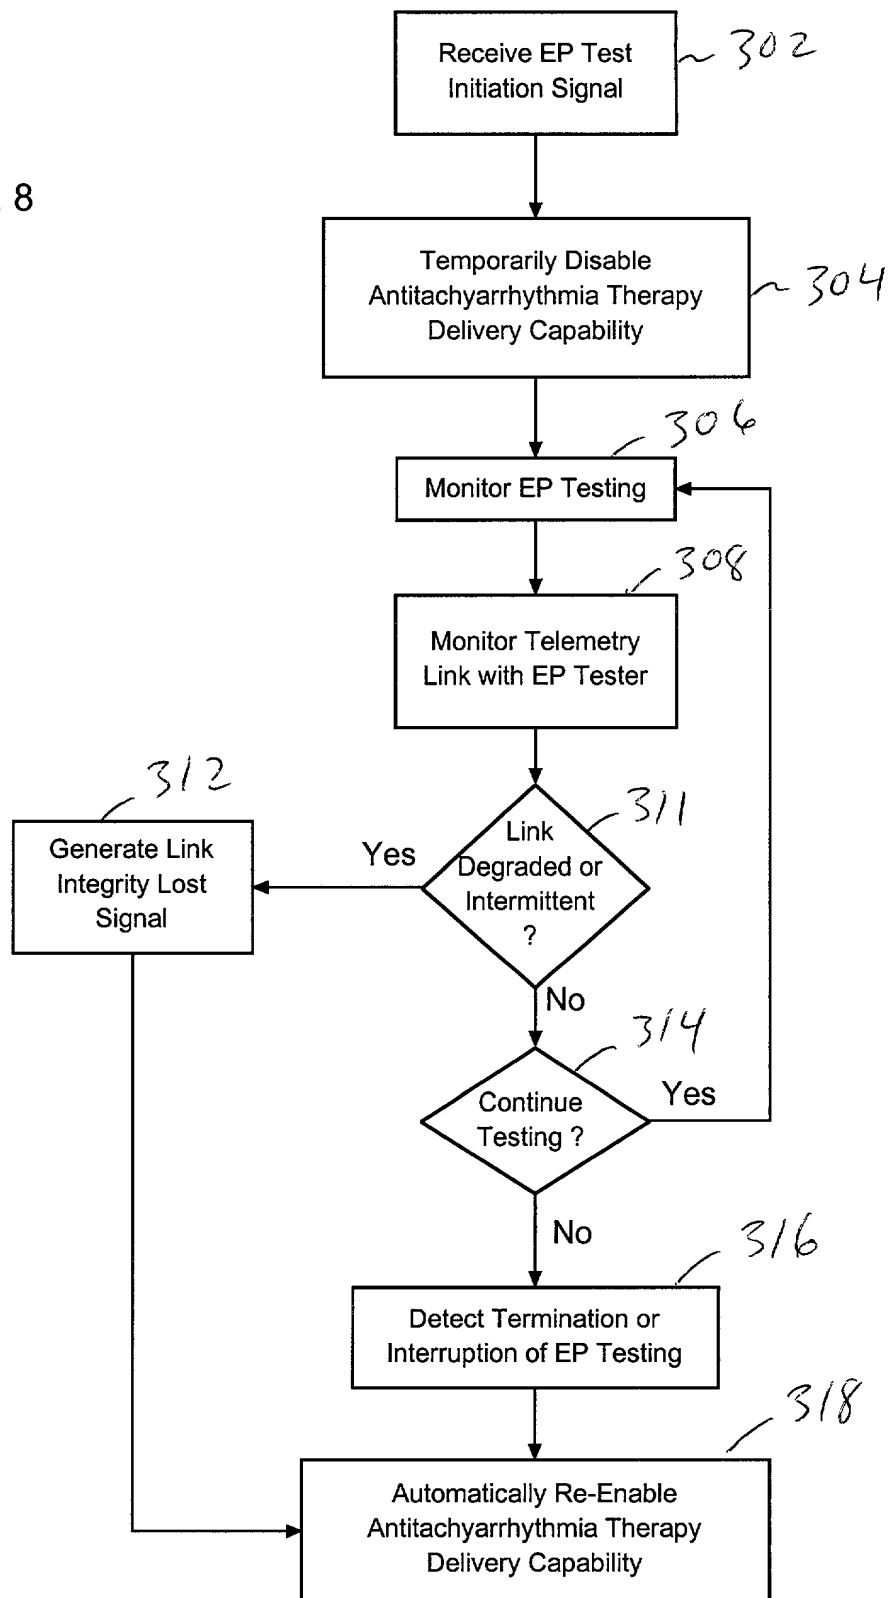 Receive EP Test
Initiation Signal
302
8
Temporarily Disable
Antitachyarrhythmia Therapy
Delivery Capability
304
306
Monitor EP Testing
308
Monitor Telemetry
Link with EP Tester
312
311
Generate Link
Integrity Lost
Signal
Yes
Link
Degraded or
Intermittent
?
No
314
Continue
Testing ?
Yes
No
316
Detect Termination or
Interruption of EP Testing
318
Automatically Re-Enable
Antitachyarrhythmia Therapy
Delivery Capability